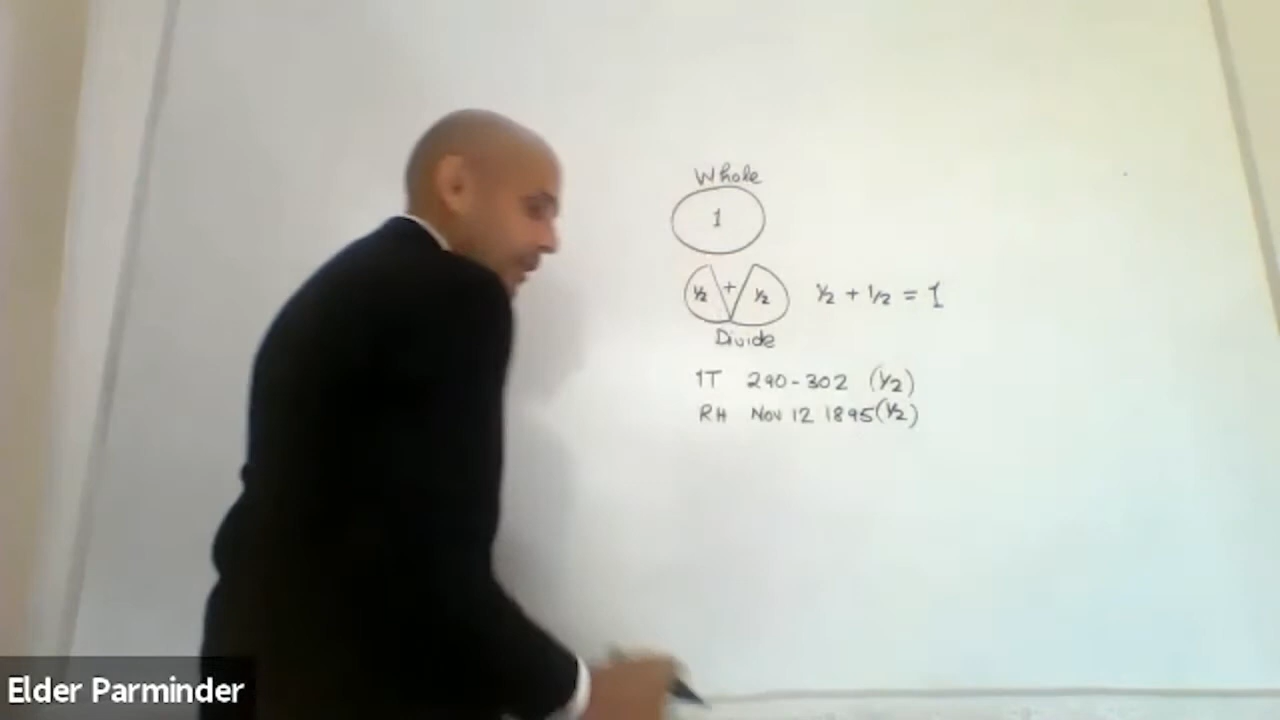 Whole
1
½ + ½ ½ + 1/2 = 1
Divide
1T 290-302 (½)
RH Nov 12 1895 (½)
Elder Parminder